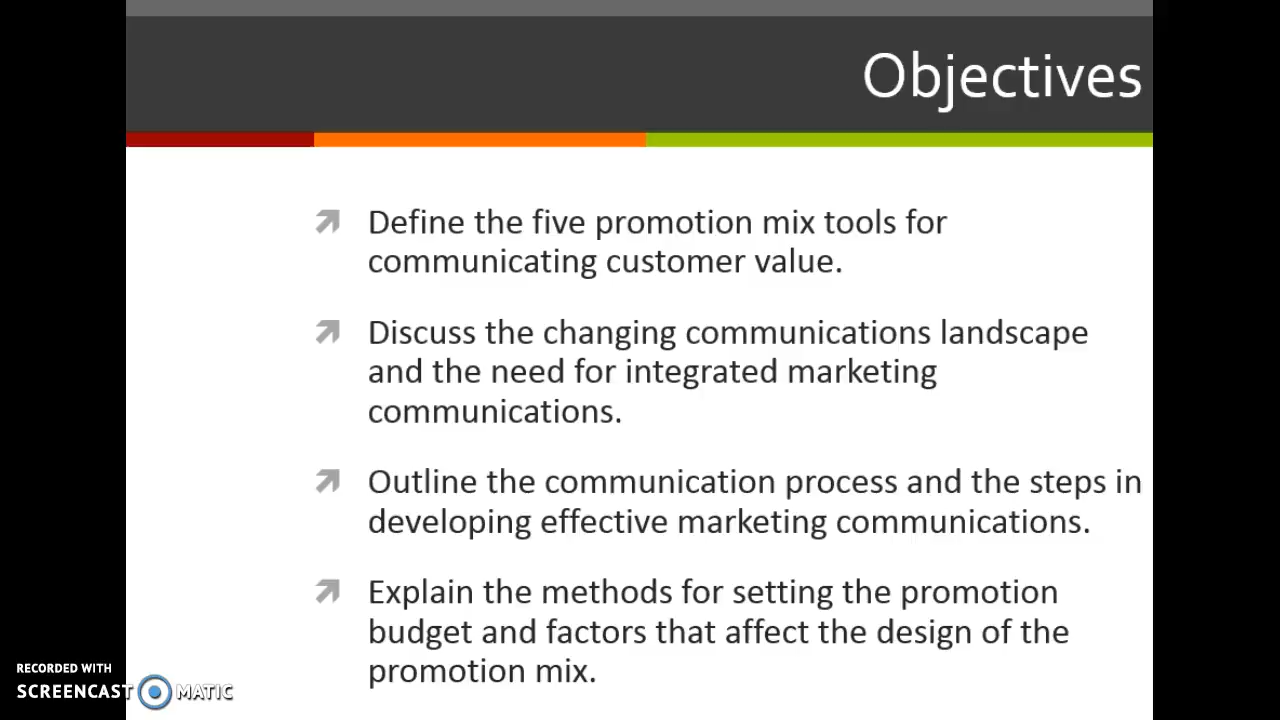 Objectives
Define the five promotion mix tools for
communicating customer value.
Discuss the changing communications landscape
and the need for integrated marketing
communications.
Outline the communication process and the steps in
developing effective marketing communications.
Explain the methods for setting the promotion
budget and factors that affect the design of the
promotion mix.
RECORDED WITH
SCREENCAST MATIC